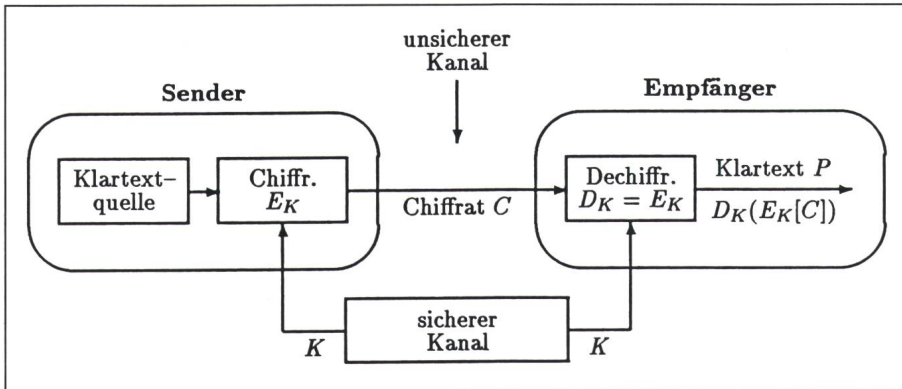 unsicherer
Kanal
Sender
Empfänger
Klartext–
quelle
Chiffr.
E_K
Chiffrat C
Dechiffr.
D_K = E_K
Klartext P
D_K(E_K[C])
K
sicherer
Kanal
K